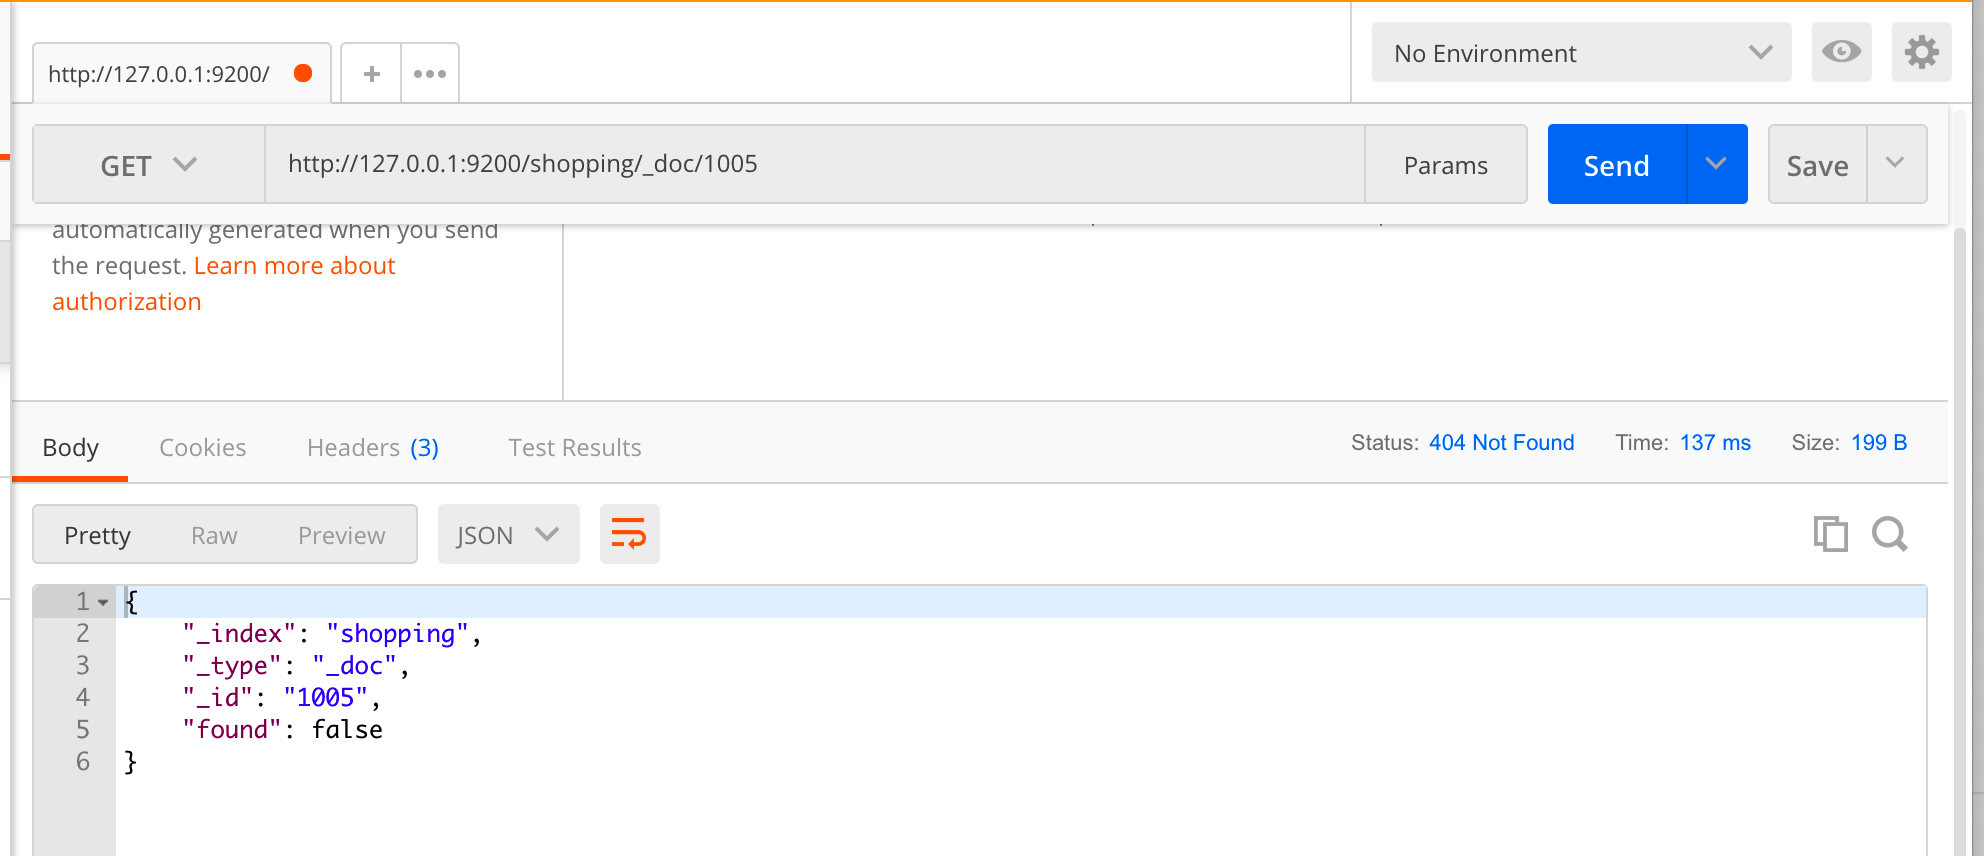 http://127.0.0.1:9200/
No Environment
GET http://127.0.0.1:9200/shopping/_doc/1005 Params Send Save
automatically generated when you send
the request. Learn more about
authorization
Body Cookies Headers (3) Test Results Status: 404 Not Found Time: 137 ms Size: 199 B
Pretty Raw Preview JSON
1 {
2 "_index": "shopping",
3 "_type": "_doc",
4 "_id": "1005",
5 "found": false
6 }